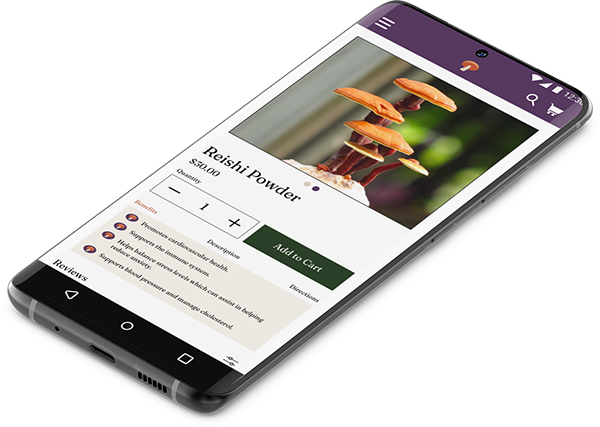 12:30
Reishi Powder
$50.00
Quantity
1
Add to Cart
Benefits
Description
Directions
Promotes cardiovascular health.
Supports the immune system.
Helps balance stress levels which can assist in helping
reduce anxiety.
Supports blood pressure and manage cholesterol.
Reviews